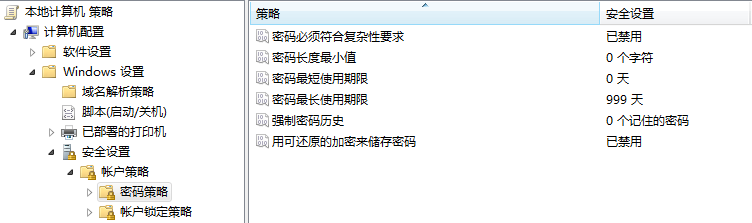 本地计算机 策略
计算机配置
软件设置
Windows 设置
域名解析策略
脚本(启动/关机)
已部署的打印机
安全设置
帐户策略
密码策略
帐户锁定策略
策略 安全设置
密码必须符合复杂性要求 已禁用
密码长度最小值 0 个字符
密码最短使用期限 0 天
密码最长使用期限 999 天
强制密码历史 0 个记住的密码
用可还原的加密来储存密码 已禁用